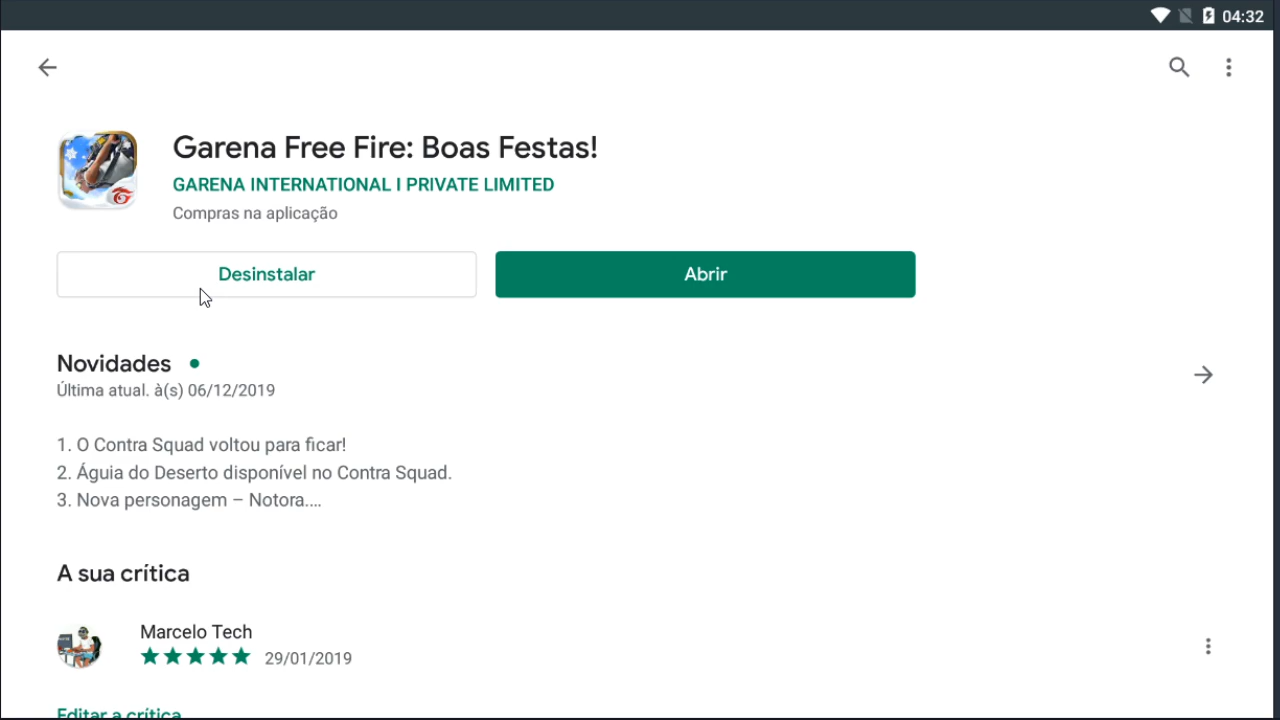 04:32
Garena Free Fire: Boas Festas!
GARENA INTERNATIONAL I PRIVATE LIMITED
Compras na aplicação
Desinstalar
Abrir
Novidades
Última atual. à(s) 06/12/2019
1. O Contra Squad voltou para ficar!
2. Águia do Deserto disponível no Contra Squad.
3. Nova personagem – Notora....
A sua crítica
Marcelo Tech
29/01/2019
Editar a crítica